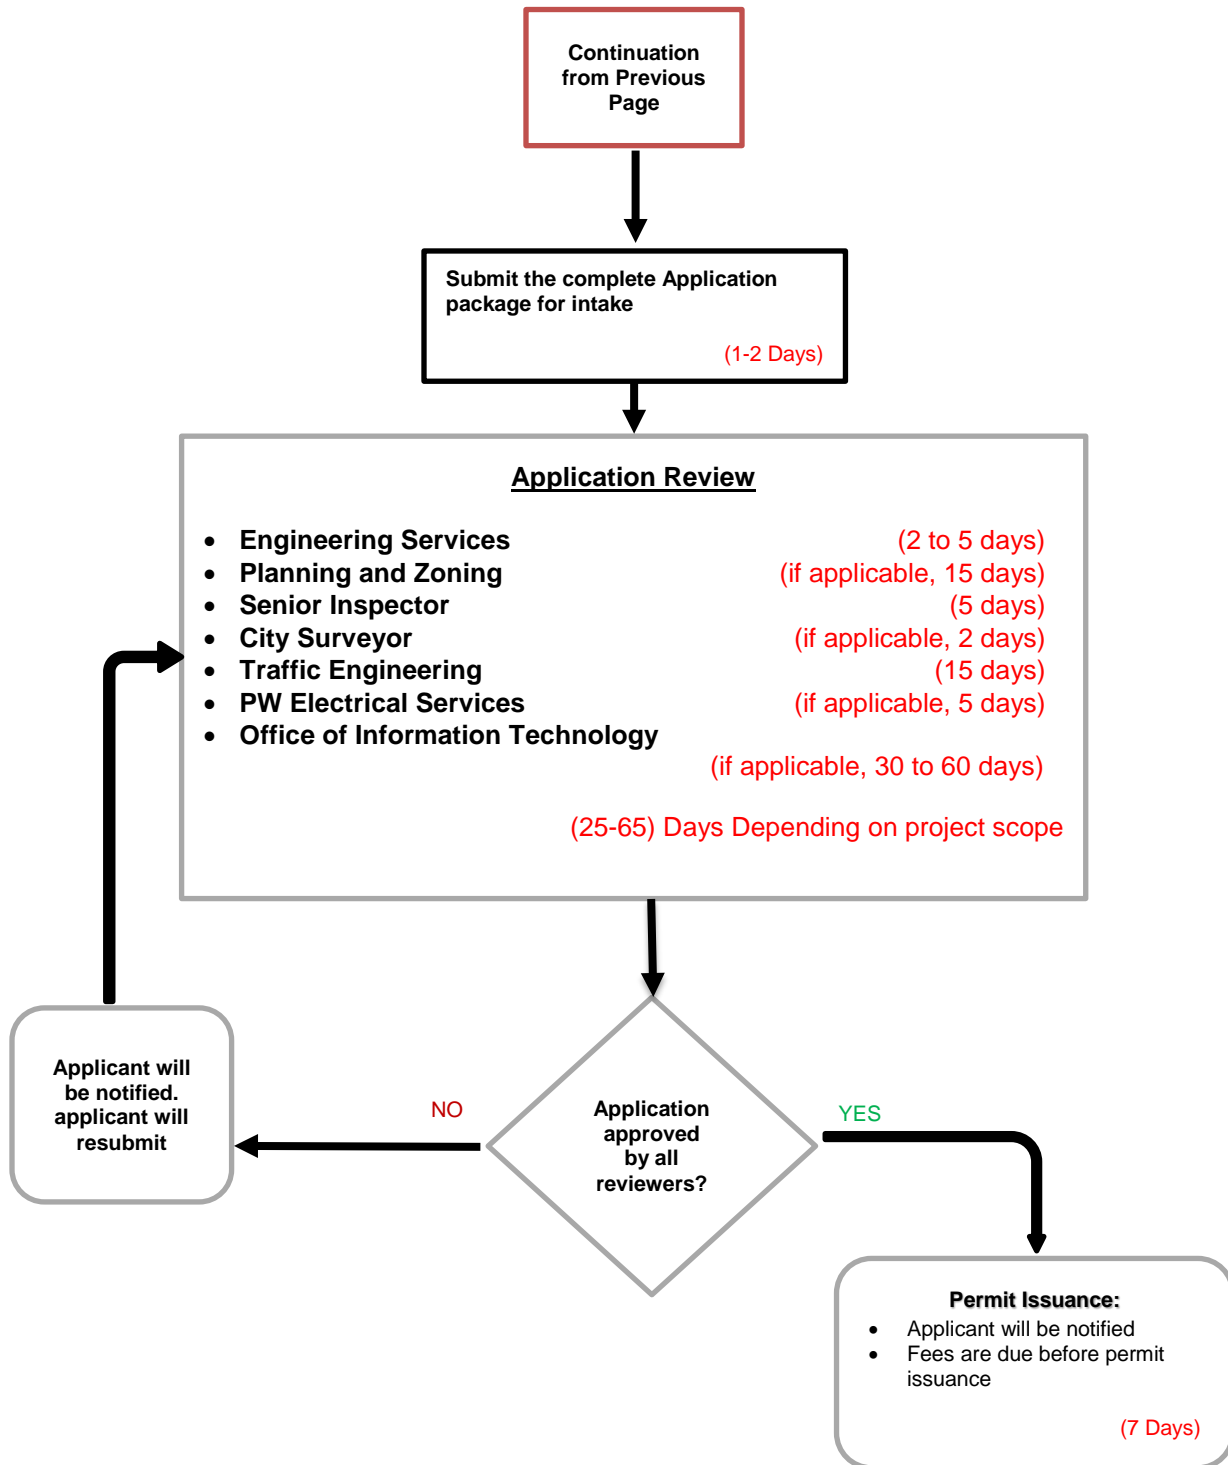 Continuation
from Previous
Page
Submit the complete Application
package for intake
(1-2 Days)
Application Review
• Engineering Services (2 to 5 days)
• Planning and Zoning (if applicable, 15 days)
• Senior Inspector (5 days)
• City Surveyor (if applicable, 2 days)
• Traffic Engineering (15 days)
• PW Electrical Services (if applicable, 5 days)
• Office of Information Technology
(if applicable, 30 to 60 days)
(25-65) Days Depending on project scope
Applicant will
be notified.
applicant will
resubmit
NO
Application
approved
by all
reviewers?
YES
Permit Issuance:
• Applicant will be notified
• Fees are due before permit
issuance
(7 Days)